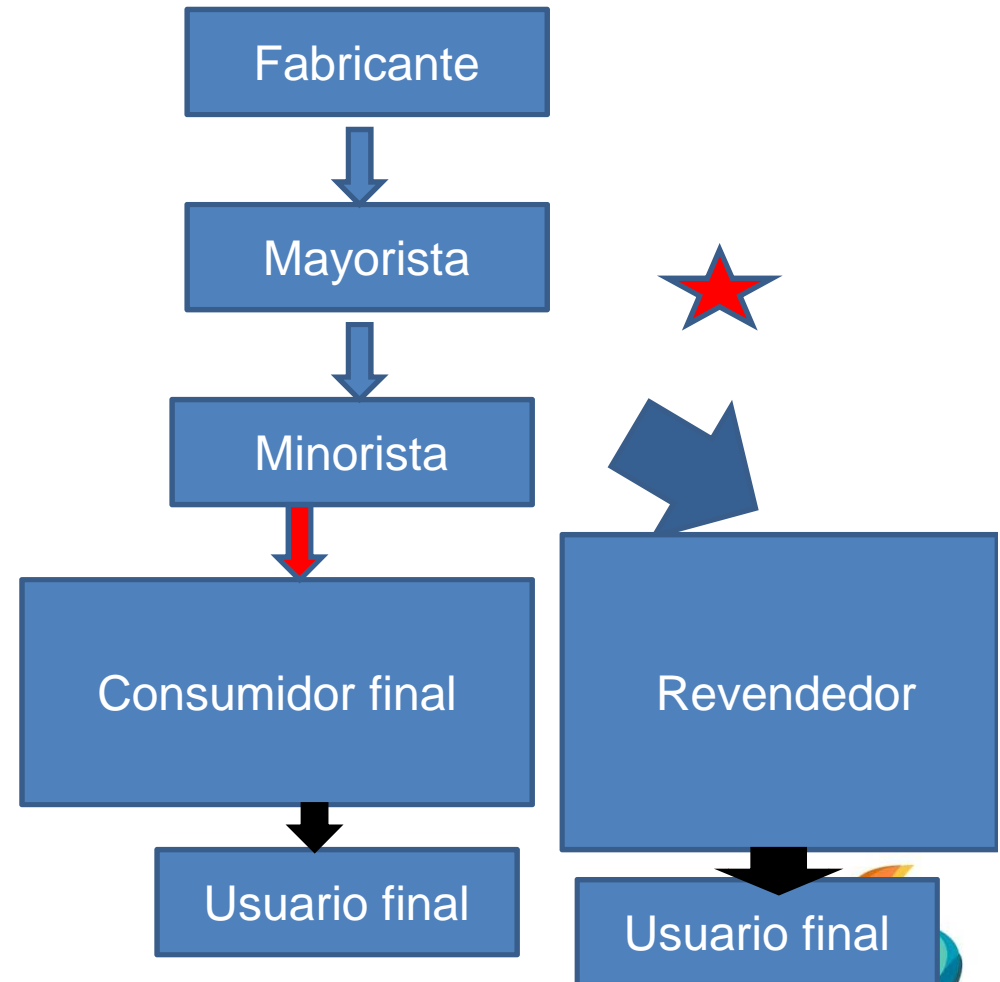 Fabricante
Mayorista
Minorista
Consumidor final
Revendedor
Usuario final
Usuario final